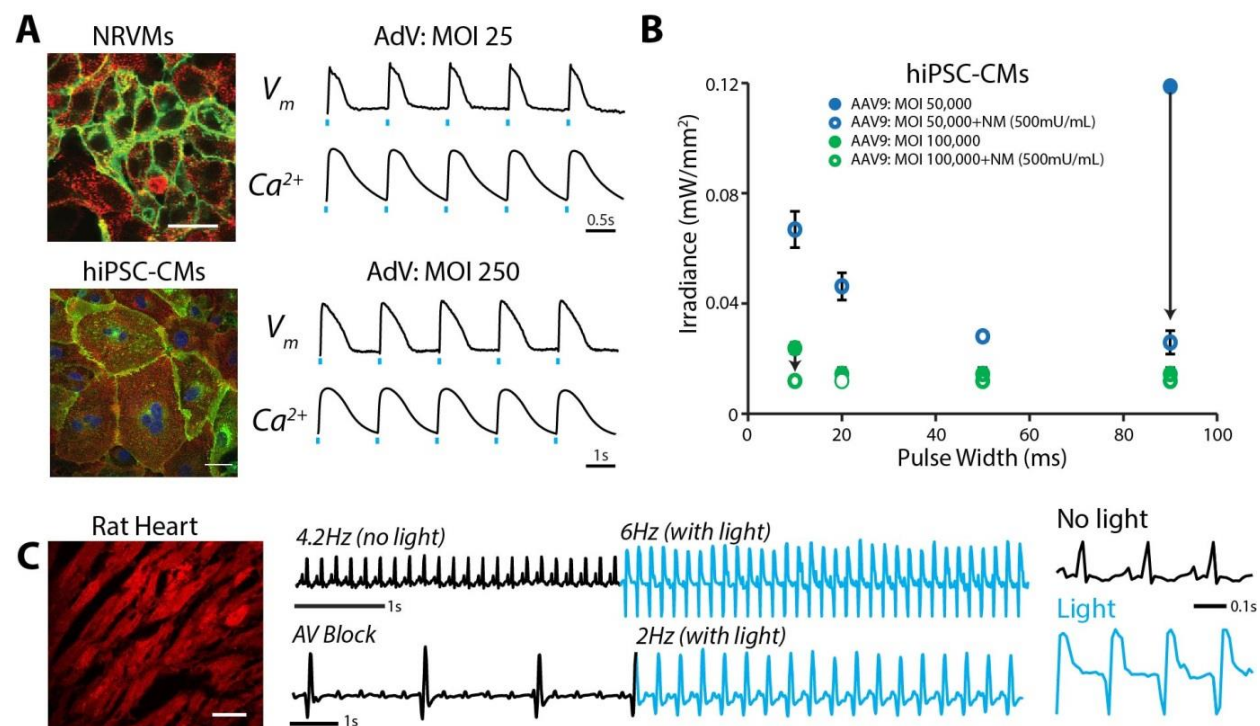 A
NRVMs
AdV: MOI 25
Vm
Ca2+
0.5s
hiPSC-CMs
AdV: MOI 250
Vm
Ca2+
1s
B
hiPSC-CMs
AAV9: MOI 50,000
AAV9: MOI 50,000+NM (500mU/mL)
AAV9: MOI 100,000
AAV9: MOI 100,000+NM (500mU/mL)
Irradiance (mW/mm²)
0.12
0.08
0.04
0
0 20 40 60 80 100
Pulse Width (ms)
C
Rat Heart
4.2Hz (no light)
6Hz (with light)
1s
AV Block
2Hz (with light)
1s
No light
0.1s
Light